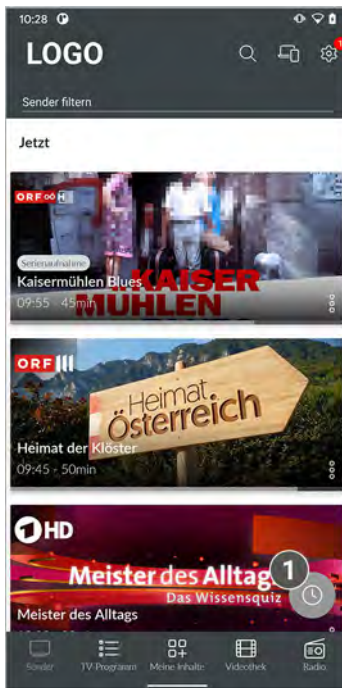 10:28
LOGO
Sender filtern
Jetzt
ORF OÖ H
Serienaufnahme
KAISER
Kaisermühlen Blues
MÜHLEN
09:55 - 45min
ORF III
Heimat
Österreich
Heimat der Klöster
09:45 - 50min
1 HD
1
Meister des Alltags
Das Wissensquiz
Meister des Alltags
Sender
TV-Programm
Meine Inhalte
Videothek
Radio